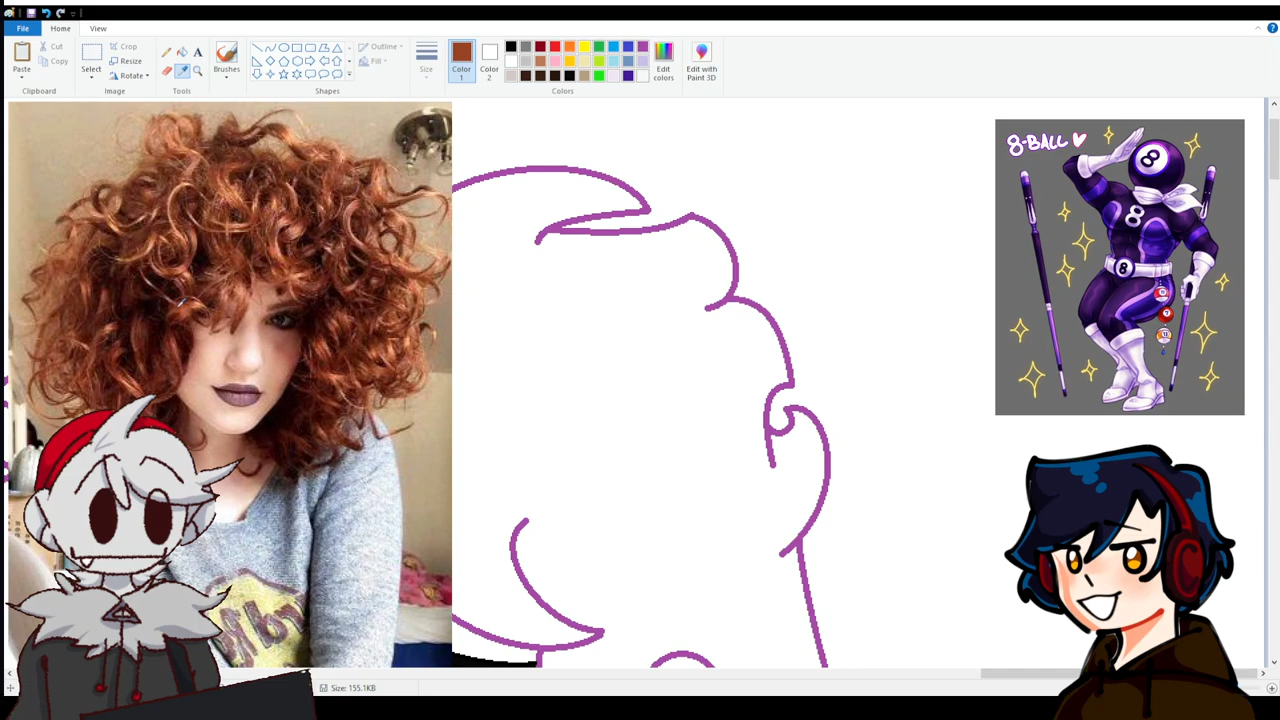 File Home View
Cut
Copy
Paste
Clipboard
Select
Crop
Resize
Rotate
Image
A
Tools
Brushes
Outline
Fill
Shapes
Size
Color 1
Color 2
Edit colors
Colors
Edit with Paint 3D
8-BALL
8
8
8
Size: 155.1KB